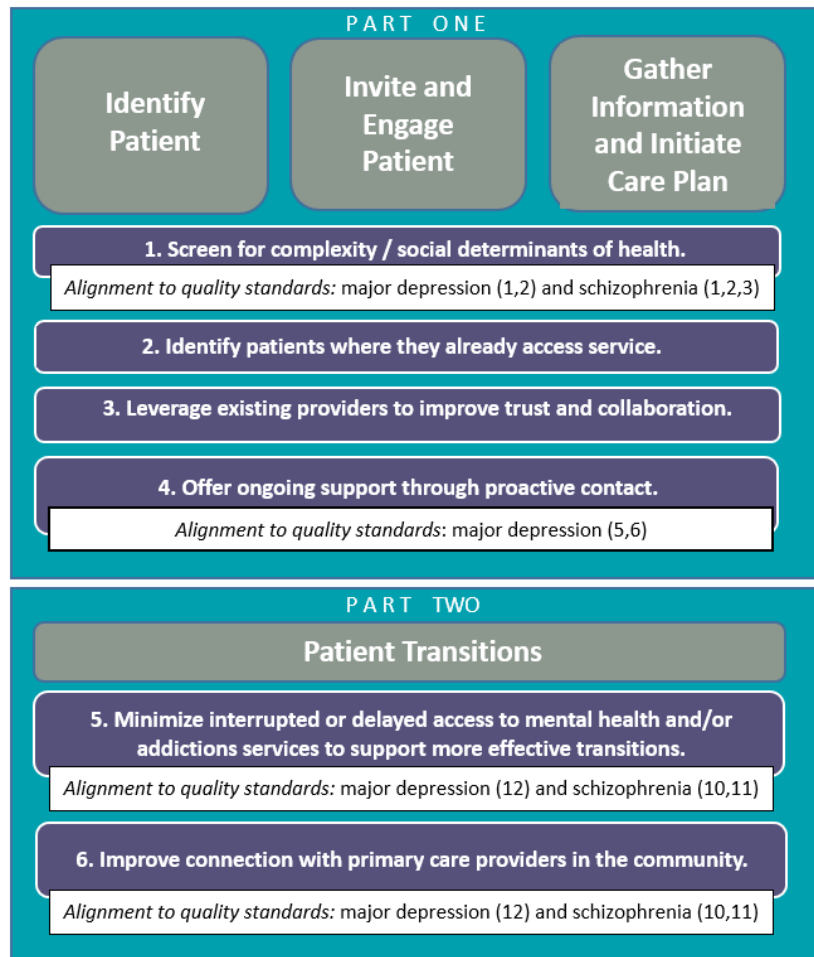 PART ONE
Identify
Patient
Invite and
Engage
Patient
Gather
Information
and Initiate
Care Plan
1. Screen for complexity / social determinants of health.
Alignment to quality standards: major depression (1,2) and schizophrenia (1,2,3)
2. Identify patients where they already access service.
3. Leverage existing providers to improve trust and collaboration.
4. Offer ongoing support through proactive contact.
Alignment to quality standards: major depression (5,6)
PART TWO
Patient Transitions
5. Minimize interrupted or delayed access to mental health and/or
addictions services to support more effective transitions.
Alignment to quality standards: major depression (12) and schizophrenia (10,11)
6. Improve connection with primary care providers in the community.
Alignment to quality standards: major depression (12) and schizophrenia (10,11)